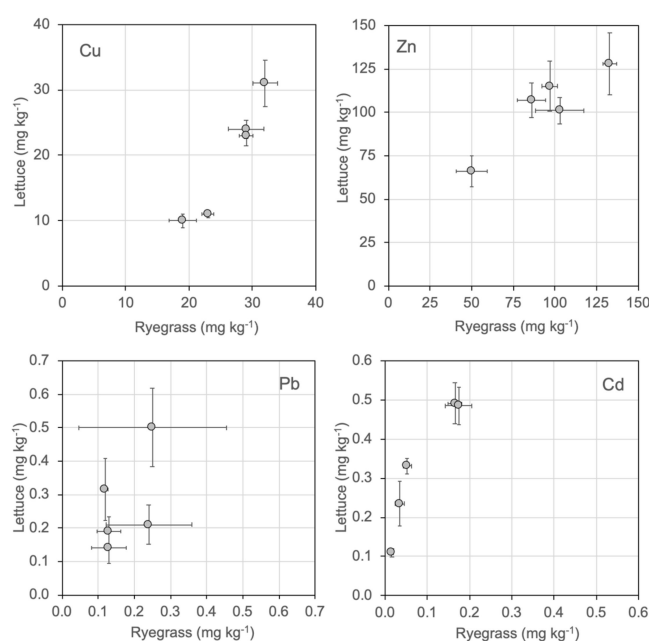 Cu
40
30
20
10
0
Lettuce (mg kg⁻¹)
0 10 20 30 40
Ryegrass (mg kg⁻¹)
Zn
150
125
100
75
50
25
0
Lettuce (mg kg⁻¹)
0 25 50 75 100 125 150
Ryegrass (mg kg⁻¹)
Pb
0.7
0.6
0.5
0.4
0.3
0.2
0.1
0.0
Lettuce (mg kg⁻¹)
0.0 0.1 0.2 0.3 0.4 0.5 0.6 0.7
Ryegrass (mg kg⁻¹)
Cd
0.6
0.5
0.4
0.3
0.2
0.1
0.0
Lettuce (mg kg⁻¹)
0.0 0.1 0.2 0.3 0.4 0.5 0.6
Ryegrass (mg kg⁻¹)